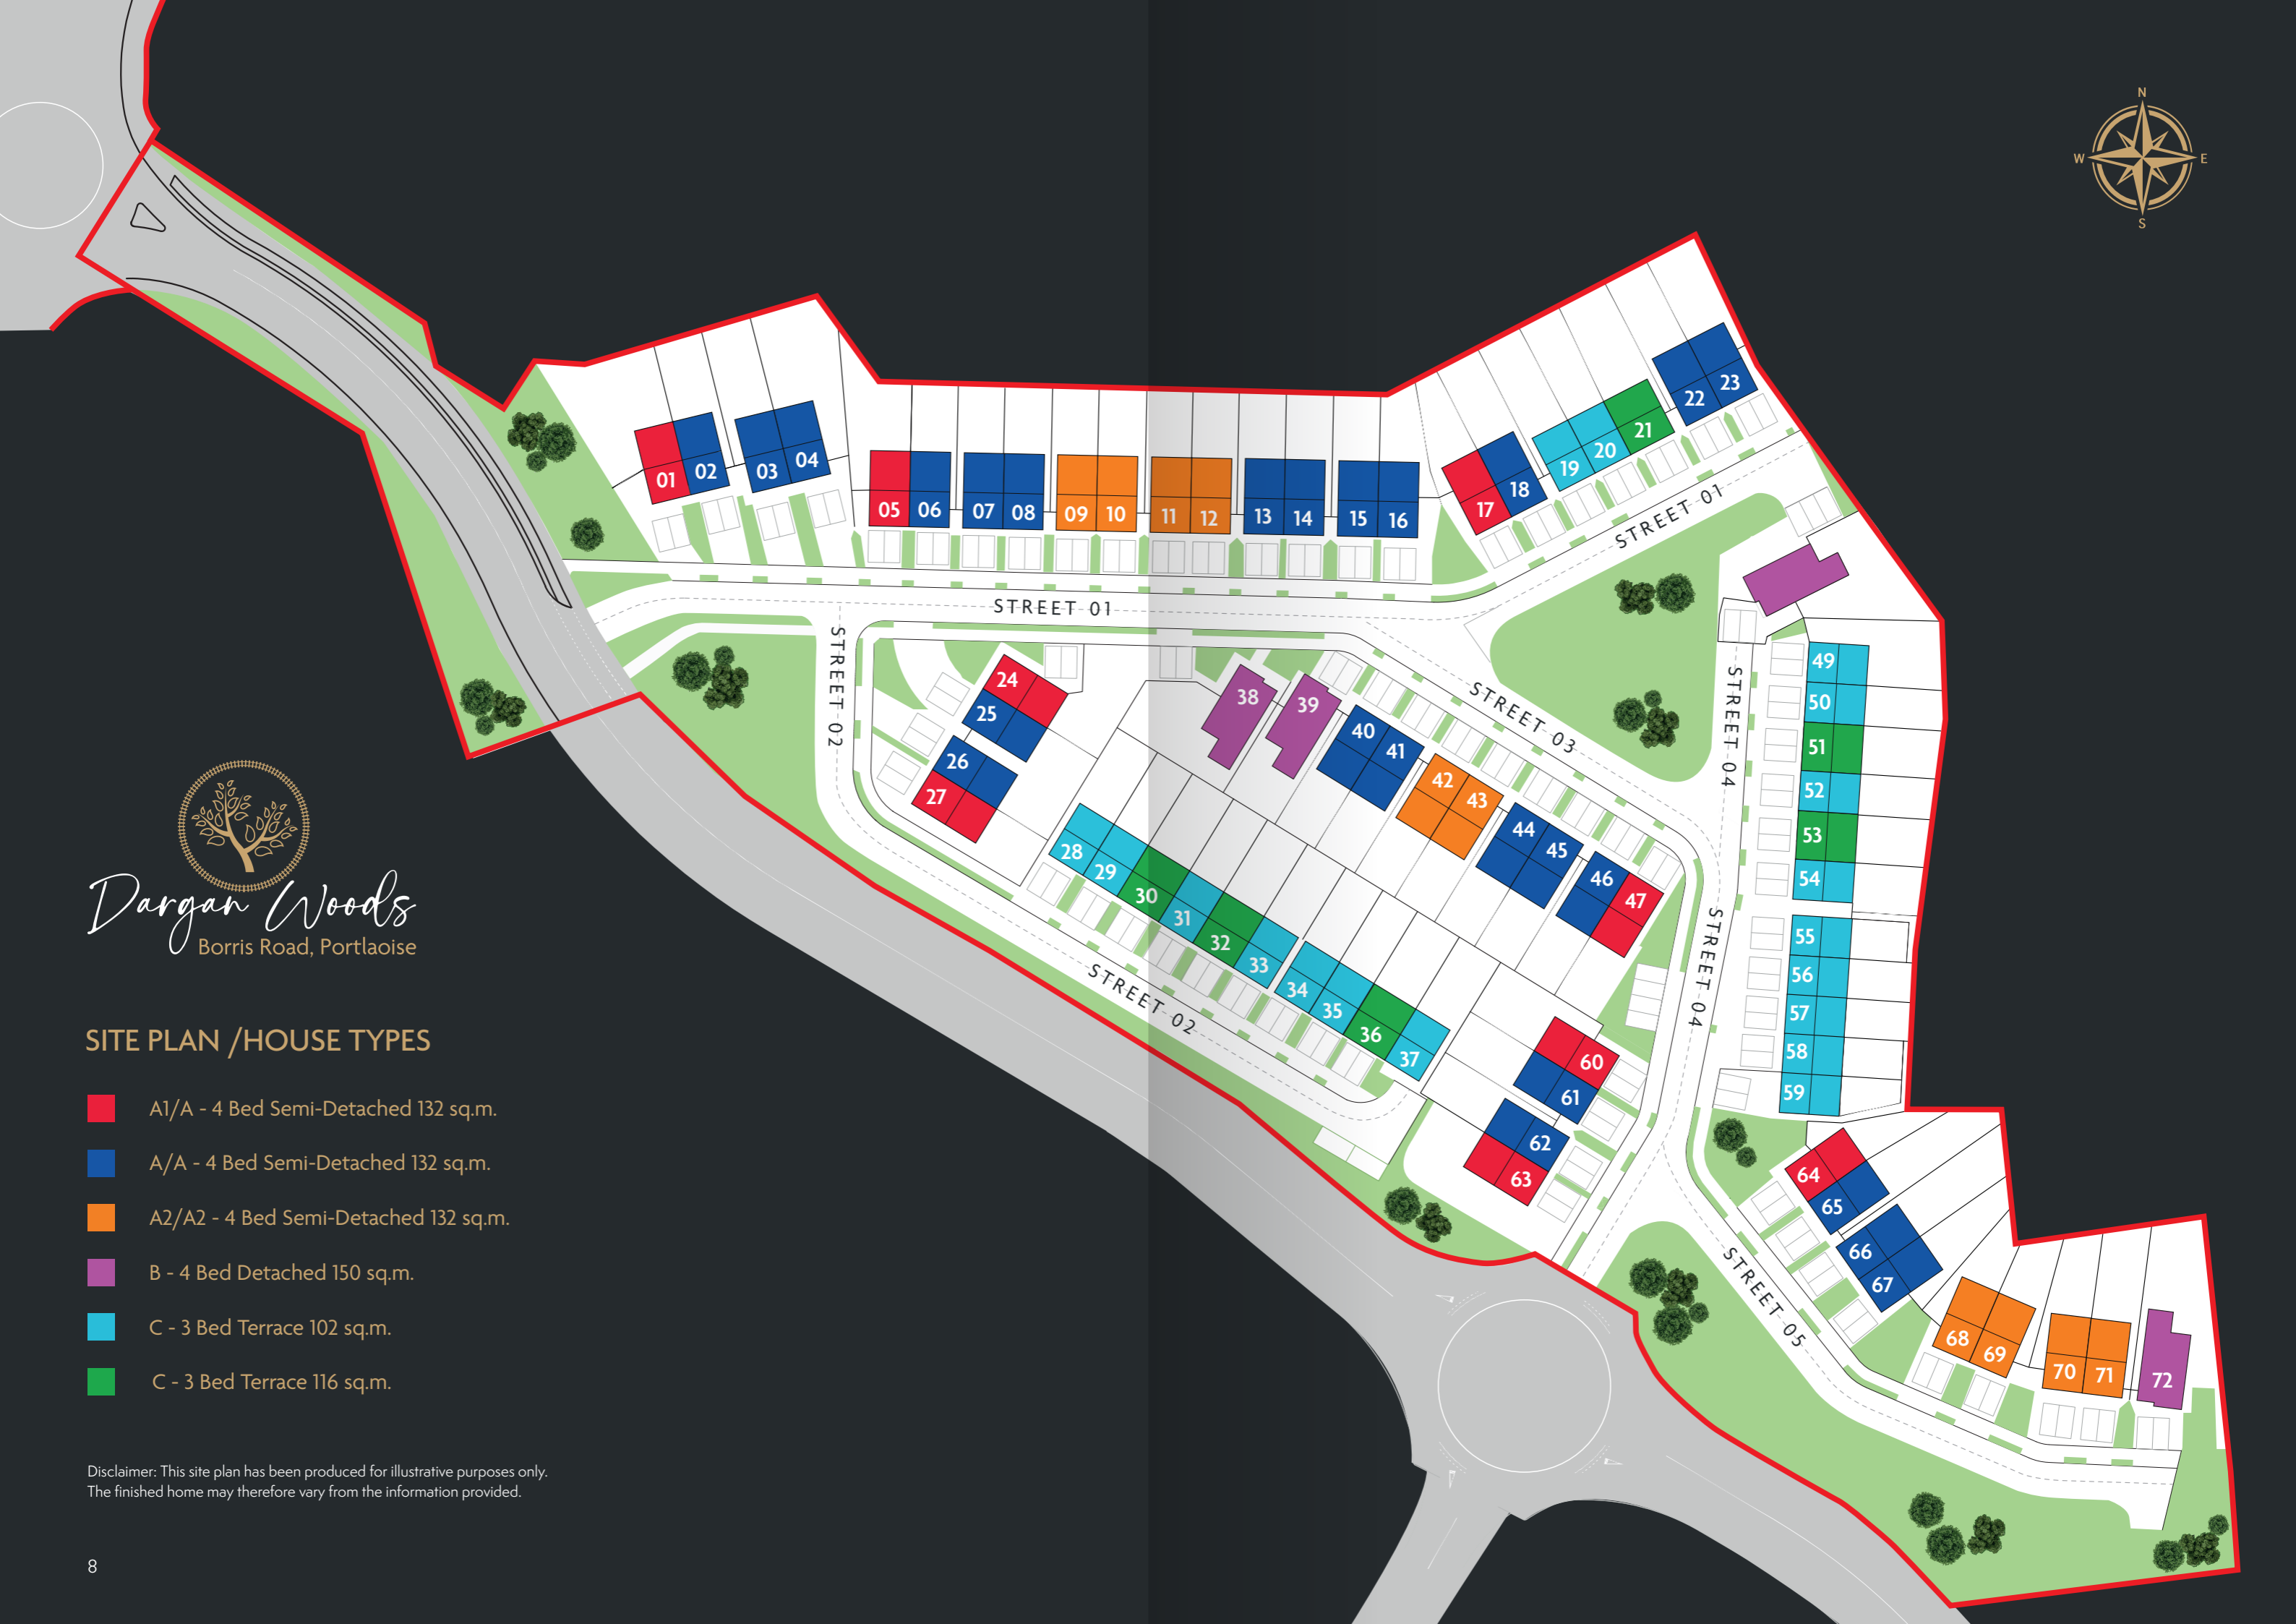 N
W E
S
01 02 03 04
05 06 07 08 09 10 11 12 13 14 15 16
17 18 19 20 21 22 23
STREET 01
STREET 01
STREET 02
24
25
26
27
38 39 40 41 42 43 44 45 46 47
STREET 03
STREET 04
49
50
51
52
53
54
28 29 30 31 32 33 34 35 36 37
STREET 02
STREET 04
55
56
57
58
59
60
61
62
63
64
65
66
67
68 69 70 71 72
STREET 05
Dargan Woods
Borris Road, Portlaoise
SITE PLAN /HOUSE TYPES
A1/A - 4 Bed Semi-Detached 132 sq.m.
A/A - 4 Bed Semi-Detached 132 sq.m.
A2/A2 - 4 Bed Semi-Detached 132 sq.m.
B - 4 Bed Detached 150 sq.m.
C - 3 Bed Terrace 102 sq.m.
C - 3 Bed Terrace 116 sq.m.
Disclaimer: This site plan has been produced for illustrative purposes only.
The finished home may therefore vary from the information provided.
8